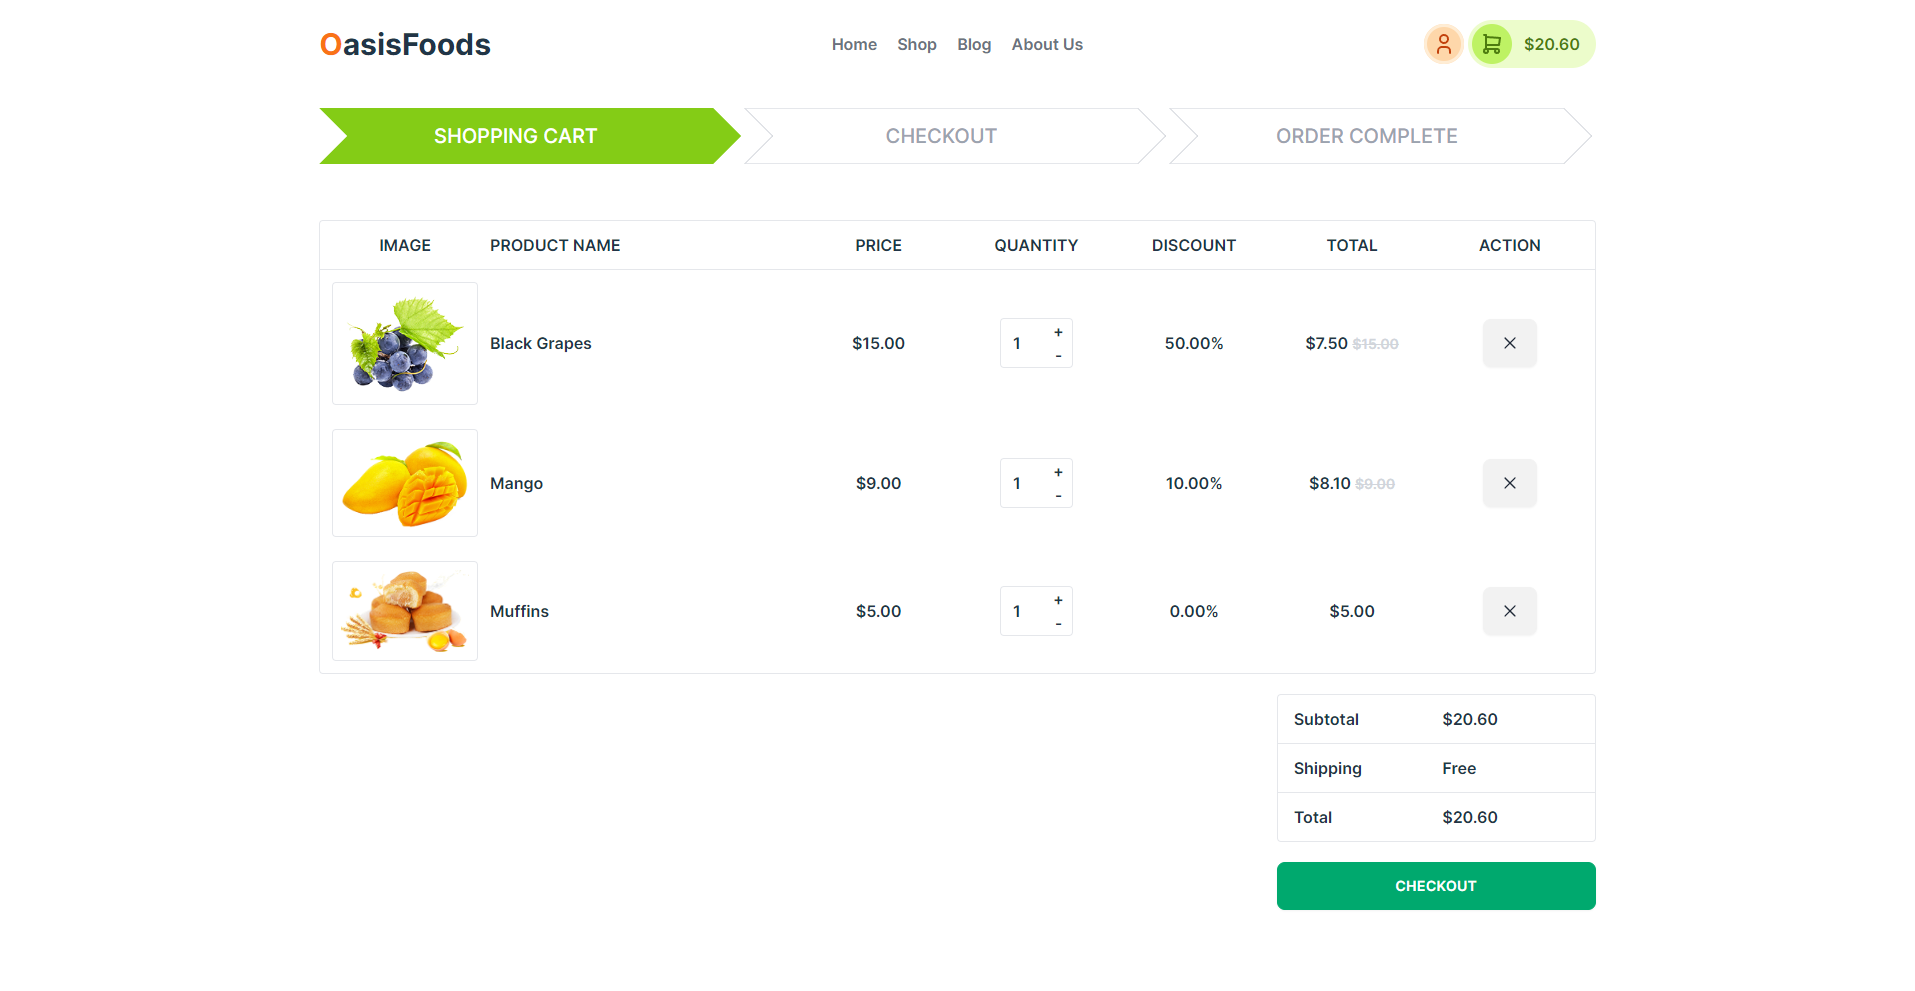 OasisFoods
Home Shop Blog About Us
$20.60
SHOPPING CART CHECKOUT ORDER COMPLETE
IMAGE PRODUCT NAME PRICE QUANTITY DISCOUNT TOTAL ACTION
Black Grapes $15.00 1 + - 50.00% $7.50 $15.00
Mango $9.00 1 + - 10.00% $8.10 $9.00
Muffins $5.00 1 + - 0.00% $5.00
Subtotal $20.60
Shipping Free
Total $20.60
CHECKOUT